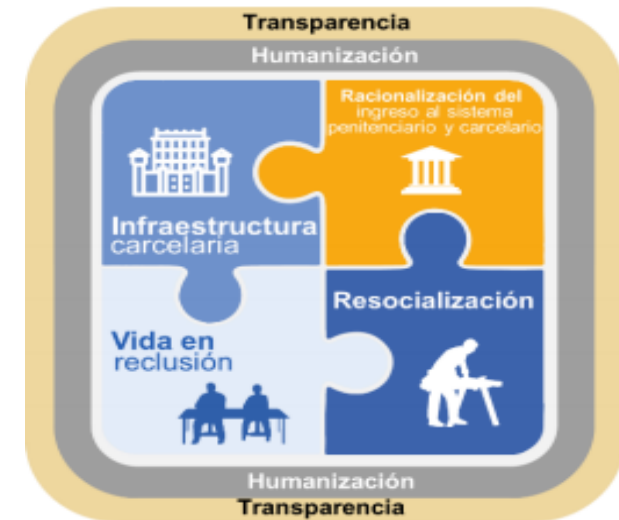 Transparencia
Humanización
Racionalización del
ingreso al sistema
penitenciario y carcelario
Infraestructura
carcelaria
Resocialización
Vida en
reclusión
Humanización
Transparencia